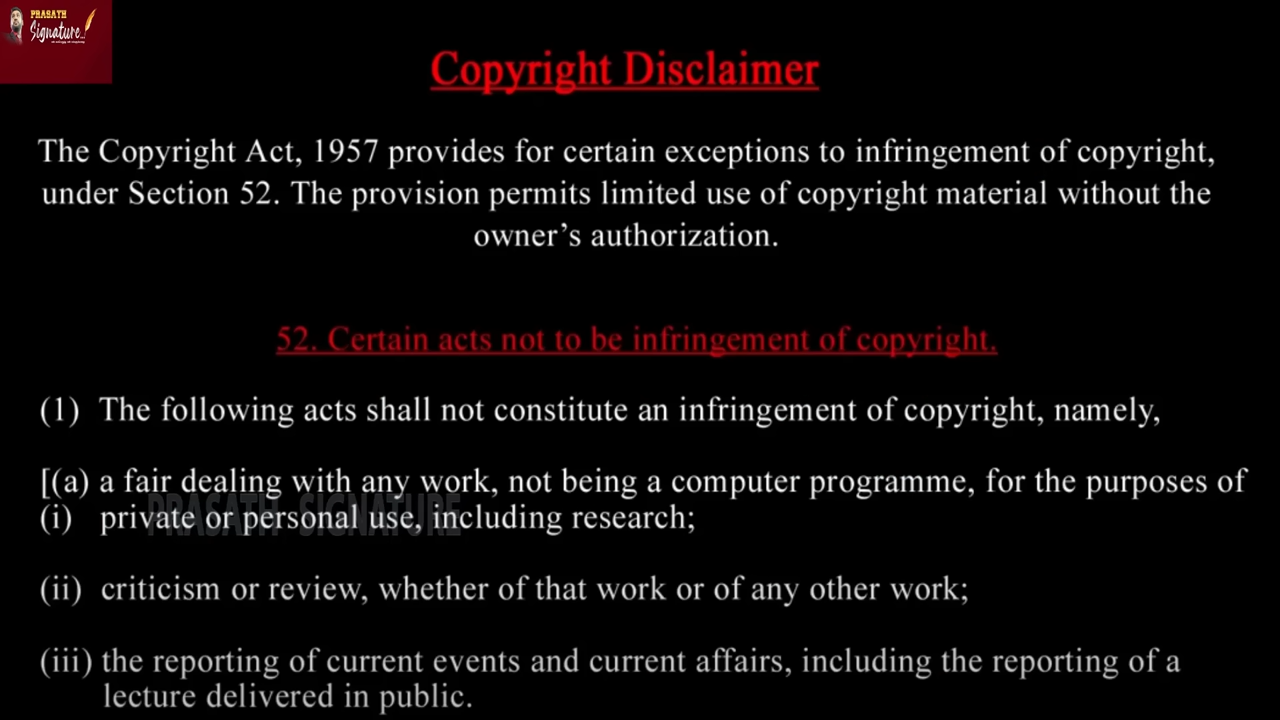 PRASATH
Signature...
Copyright Disclaimer
The Copyright Act, 1957 provides for certain exceptions to infringement of copyright,
under Section 52. The provision permits limited use of copyright material without the
owner’s authorization.
52. Certain acts not to be infringement of copyright.
(1) The following acts shall not constitute an infringement of copyright, namely,
[(a) a fair dealing with any work, not being a computer programme, for the purposes of
PRASATH SIGNATURE
(i) private or personal use, including research;
(ii) criticism or review, whether of that work or of any other work;
(iii) the reporting of current events and current affairs, including the reporting of a
lecture delivered in public.